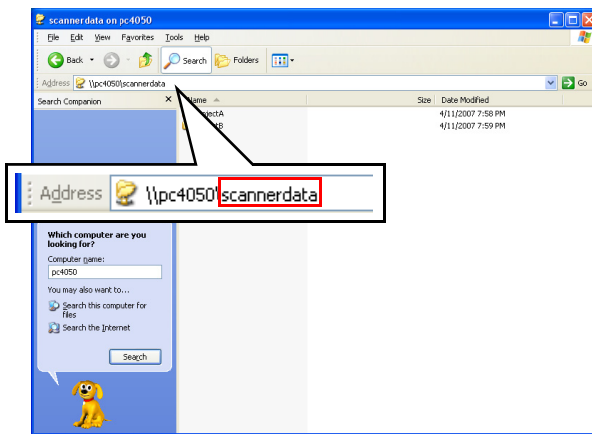 scannerdata on pc4050
File Edit View Favorites Tools Help
Back Search Folders
Address \\pc4050\scannerdata Go
Search Companion Name Size Date Modified
4/11/2007 7:58 PM
4/11/2007 7:59 PM
Address \\pc4050\scannerdata
Which computer are you
looking for?
Computer name:
pc4050
You may also want to...
Search this computer for
files
Search the Internet
Search